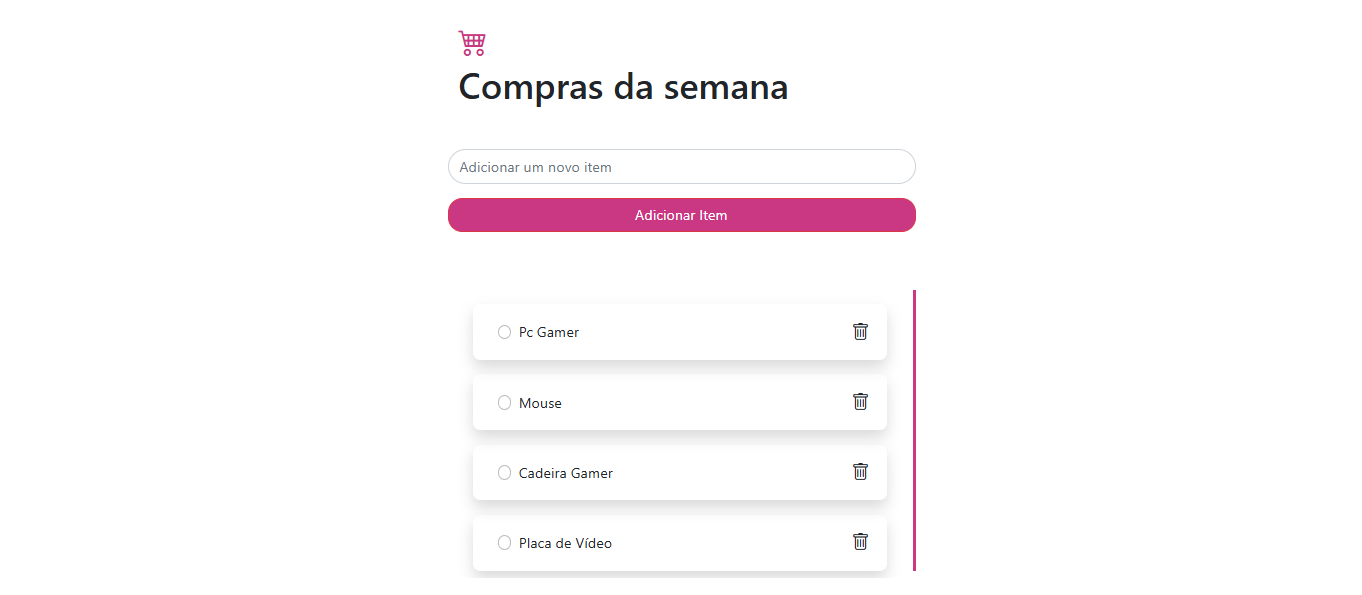 Compras da semana
Adicionar um novo item
Adicionar Item
Pc Gamer
Mouse
Cadeira Gamer
Placa de Vídeo